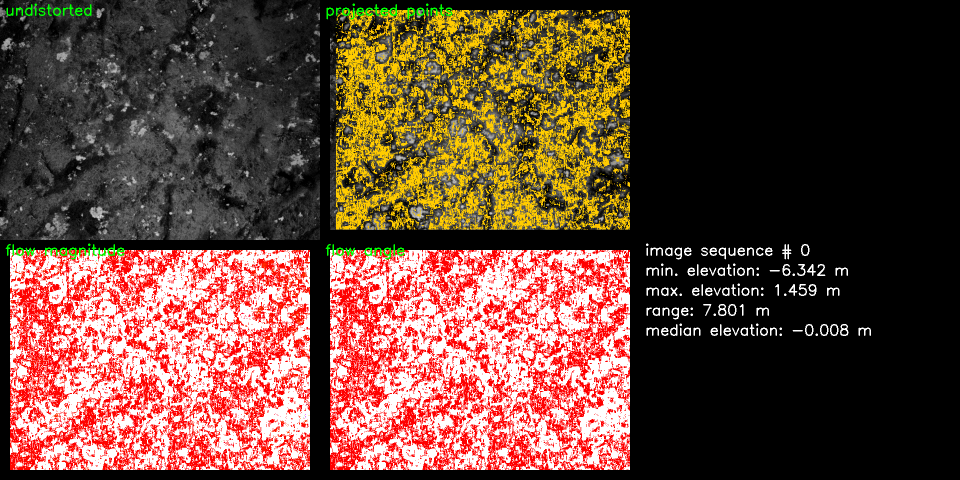 undistorted
projected points
flow magnitude
flow angle
image sequence # 0
min. elevation: -6.342 m
max. elevation: 1.459 m
range: 7.801 m
median elevation: -0.008 m